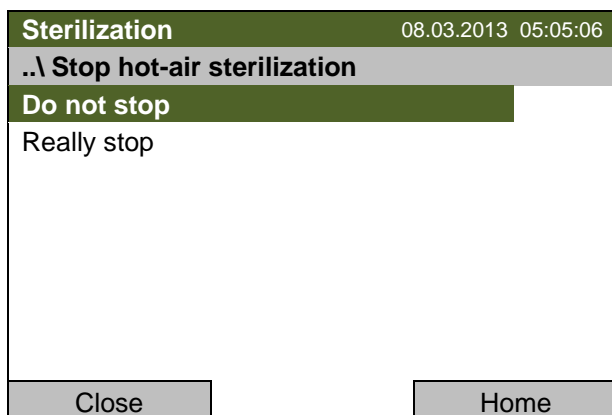 Sterilization 08.03.2013 05:05:06
..\ Stop hot-air sterilization
Do not stop
Really stop
Close Home